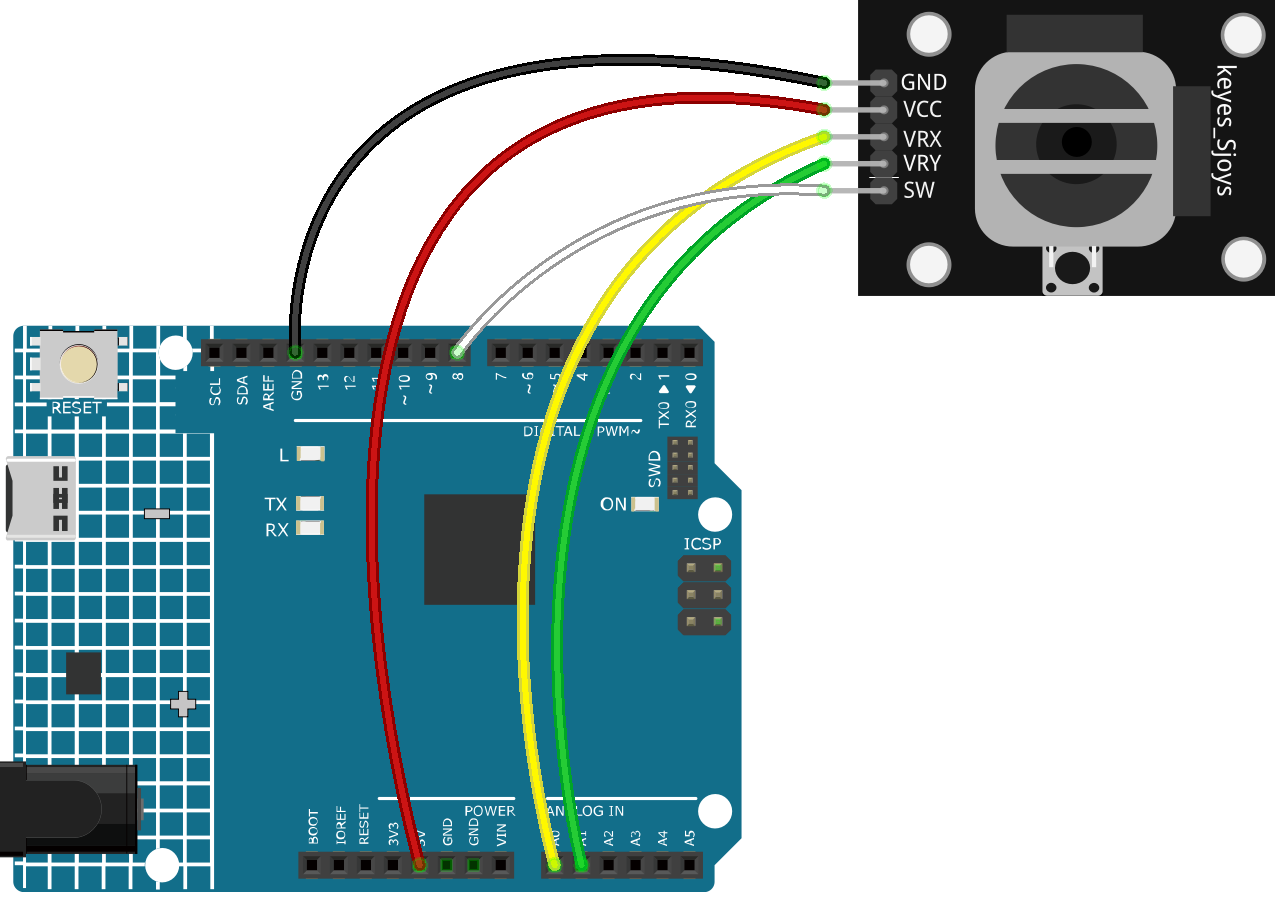 GND
VCC
VRX
VRY
SW
keyes_Sjoys
RESET
SCL
SDA
AREF
GND
13
12
11
~10
~9
8
7
~6
~5
4
2
TX0 ▶ 1
RX0 ◀ 0
DIGITAL PWM~
L
TX
RX
ON
SWD
ICSP
POWER
ANALOG IN
BOOT
IOREF
RESET
3V3
5V
GND
GND
VIN
A0
A1
A2
A3
A4
A5